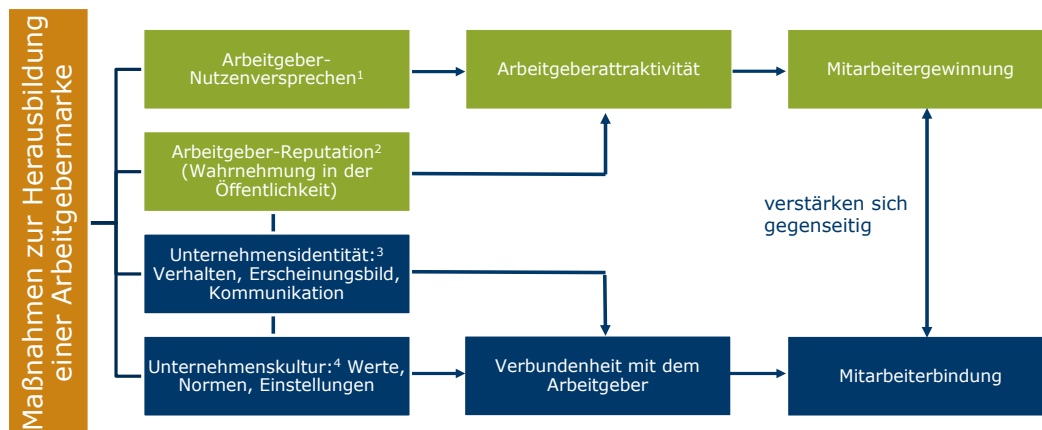 Maßnahmen zur Herausbildung
einer Arbeitgebermarke
Arbeitgeber-
Nutzenversprechen¹
Arbeitgeberattraktivität
Mitarbeitergewinnung
Arbeitgeber-Reputation²
(Wahrnehmung in der
Öffentlichkeit)
verstärken sich
gegenseitig
Unternehmensidentität:³
Verhalten, Erscheinungsbild,
Kommunikation
Unternehmenskultur:⁴ Werte,
Normen, Einstellungen
Verbundenheit mit dem
Arbeitgeber
Mitarbeiterbindung